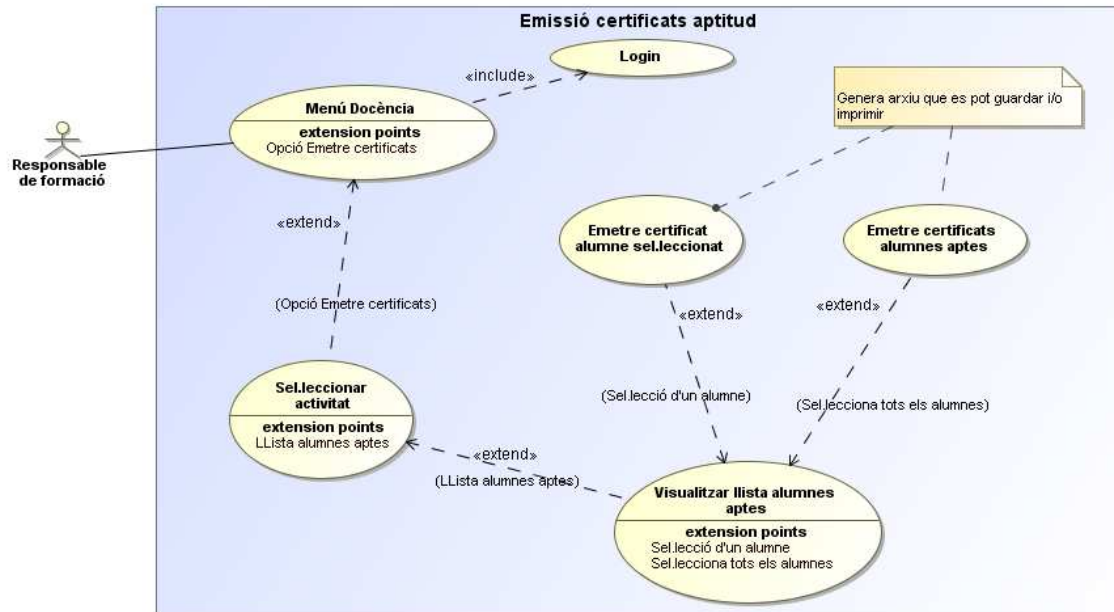 Emissió certificats aptitud
Login
«include»
Menú Docència
extension points
Opció Emetre certificats
Genera arxiu que es pot guardar i/o
imprimir
Responsable
de formació
«extend»
(Opció Emetre certificats)
Emetre certificat
alumne sel.leccionat
Emetre certificats
alumnes aptes
«extend»
«extend»
(Sel.lecció d'un alumne)
(Sel.lecciona tots els alumnes)
Sel.leccionar
activitat
extension points
LLista alumnes aptes
«extend»
(LLista alumnes aptes)
Visualitzar llista alumnes
aptes
extension points
Sel.lecció d'un alumne
Sel.lecciona tots els alumnes